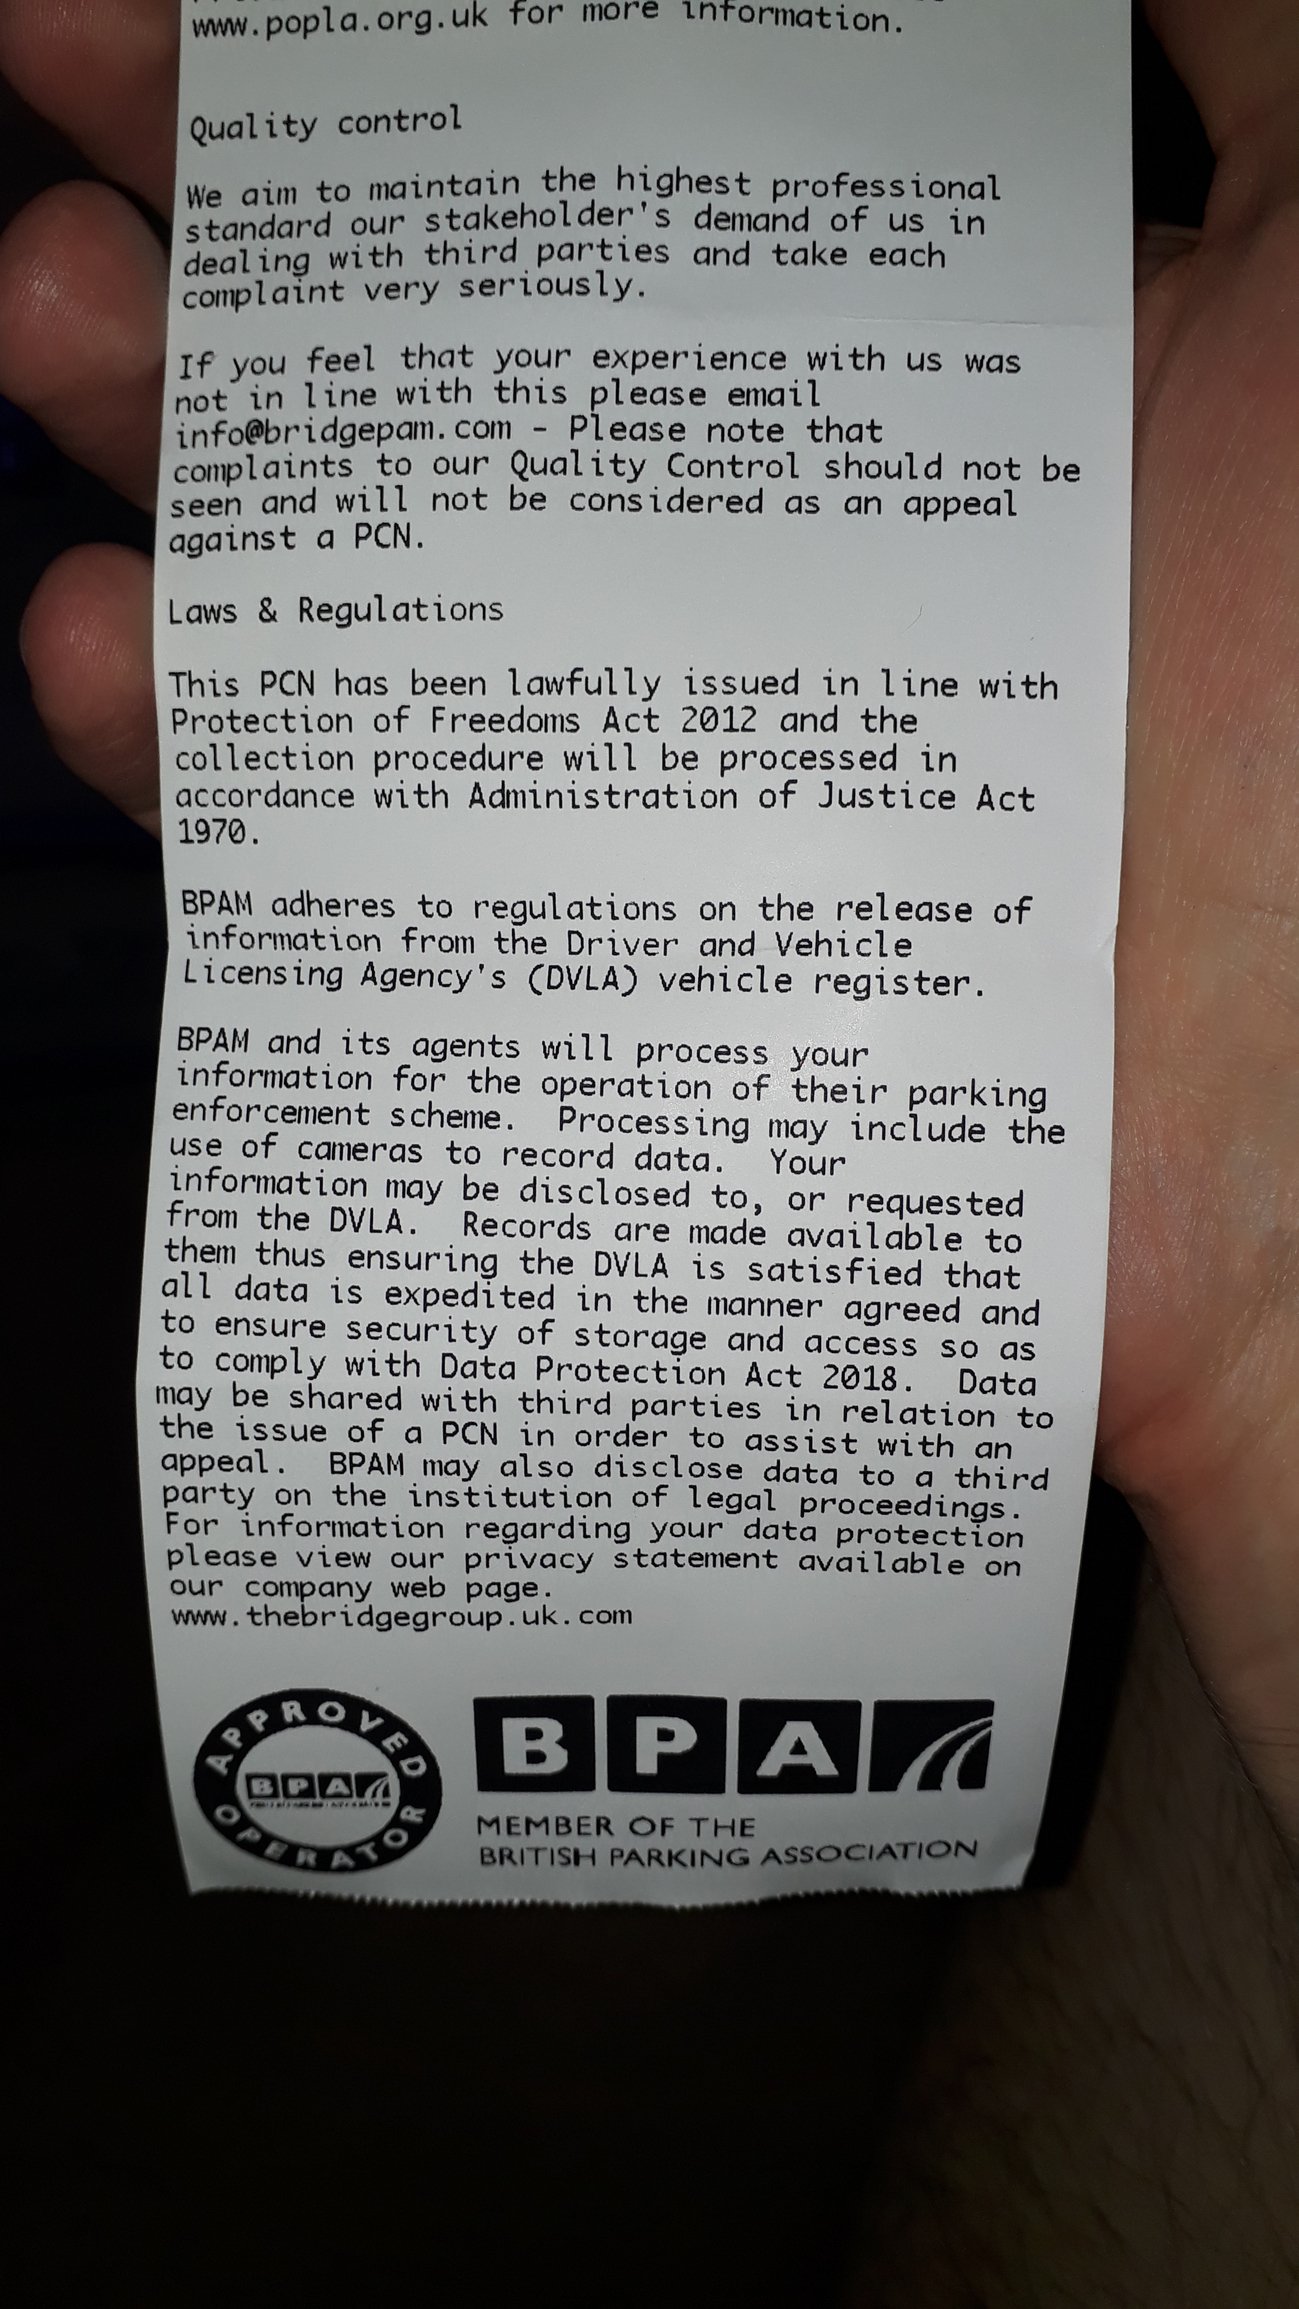 www.popla.org.uk for more information.
Quality control
We aim to maintain the highest professional
standard our stakeholder's demand of us in
dealing with third parties and take each
complaint very seriously.
If you feel that your experience with us was
not in line with this please email
info@bridgepam.com - Please note that
complaints to our Quality Control should not be
seen and will not be considered as an appeal
against a PCN.
Laws & Regulations
This PCN has been lawfully issued in line with
Protection of Freedoms Act 2012 and the
collection procedure will be processed in
accordance with Administration of Justice Act
1970.
BPAM adheres to regulations on the release of
information from the Driver and Vehicle
Licensing Agency's (DVLA) vehicle register.
BPAM and its agents will process your
information for the operation of their parking
enforcement scheme. Processing may include the
use of cameras to record data. Your
information may be disclosed to, or requested
from the DVLA. Records are made available to
them thus ensuring the DVLA is satisfied that
all data is expedited in the manner agreed and
to ensure security of storage and access so as
to comply with Data Protection Act 2018. Data
may be shared with third parties in relation to
the issue of a PCN in order to assist with an
appeal. BPAM may also disclose data to a third
party on the institution of legal proceedings.
For information regarding your data protection
please view our privacy statement available on
our company web page.
www.thebridgegroup.uk.com
APPROVED
BPA
OPERATOR
BPA
MEMBER OF THE
BRITISH PARKING ASSOCIATION